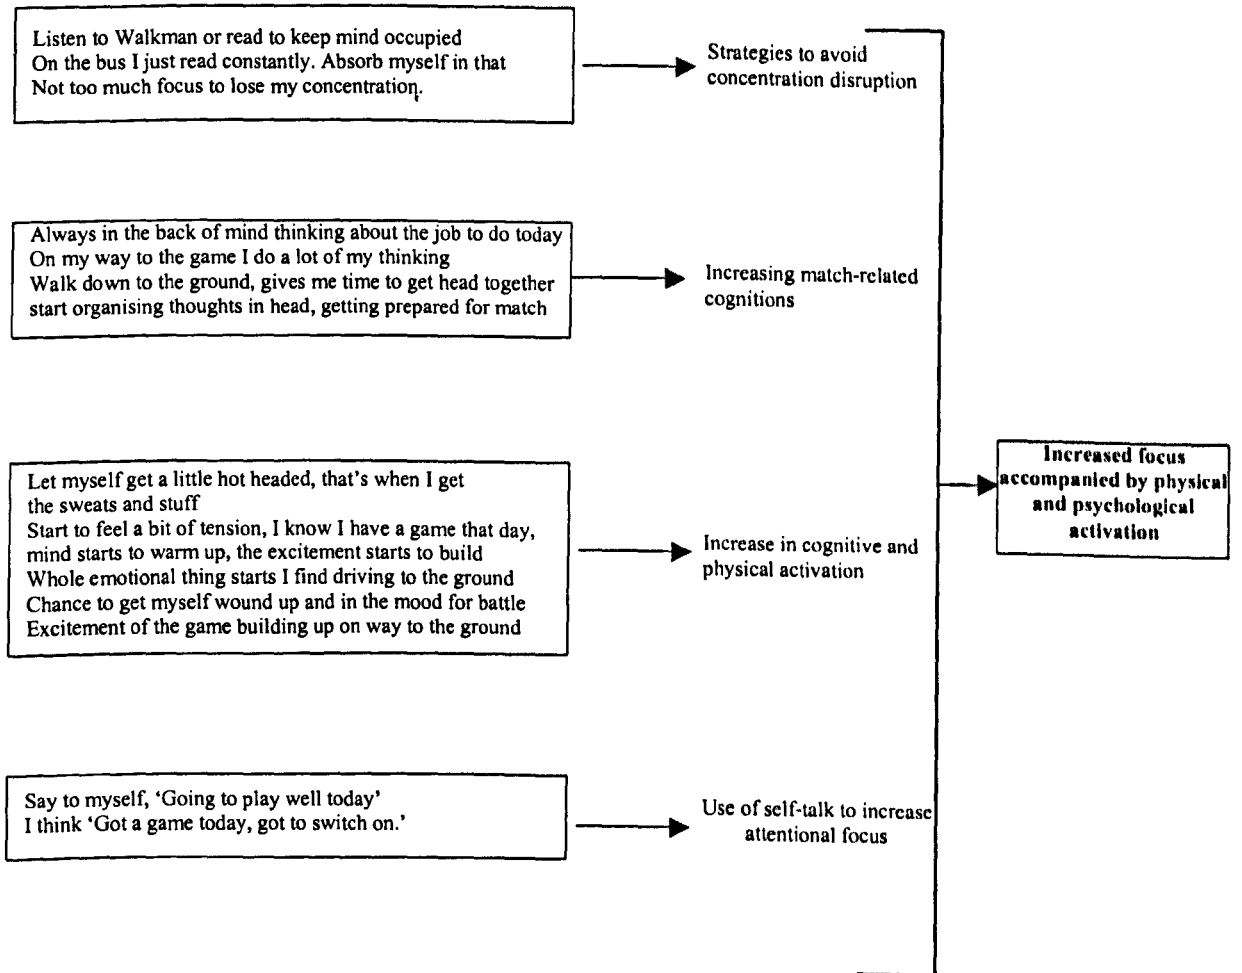 Listen to Walkman or read to keep mind occupied
On the bus I just read constantly. Absorb myself in that
Not too much focus to lose my concentration.
Strategies to avoid
concentration disruption
Always in the back of mind thinking about the job to do today
On my way to the game I do a lot of my thinking
Walk down to the ground, gives me time to get head together
start organising thoughts in head, getting prepared for match
Increasing match-related
cognitions
Let myself get a little hot headed, that's when I get
the sweats and stuff
Start to feel a bit of tension, I know I have a game that day,
mind starts to warm up, the excitement starts to build
Whole emotional thing starts I find driving to the ground
Chance to get myself wound up and in the mood for battle
Excitement of the game building up on way to the ground
Increase in cognitive and
physical activation
Say to myself, ‘Going to play well today’
I think ‘Got a game today, got to switch on.’
Use of self-talk to increase
attentional focus
Increased focus
accompanied by physical
and psychological
activation